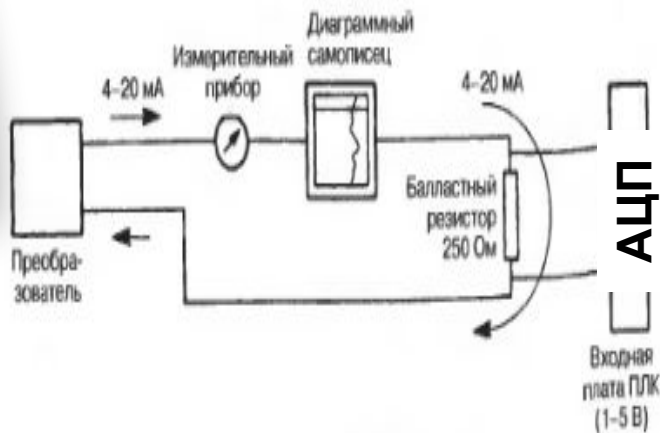 Диаграммный
самописец
Измерительный
прибор
4–20 мА
4–20 мА
Балластный
резистор
250 Ом
АЦП
Преобра-
зователь
Входная
плата ПЛК
(1–5 В)